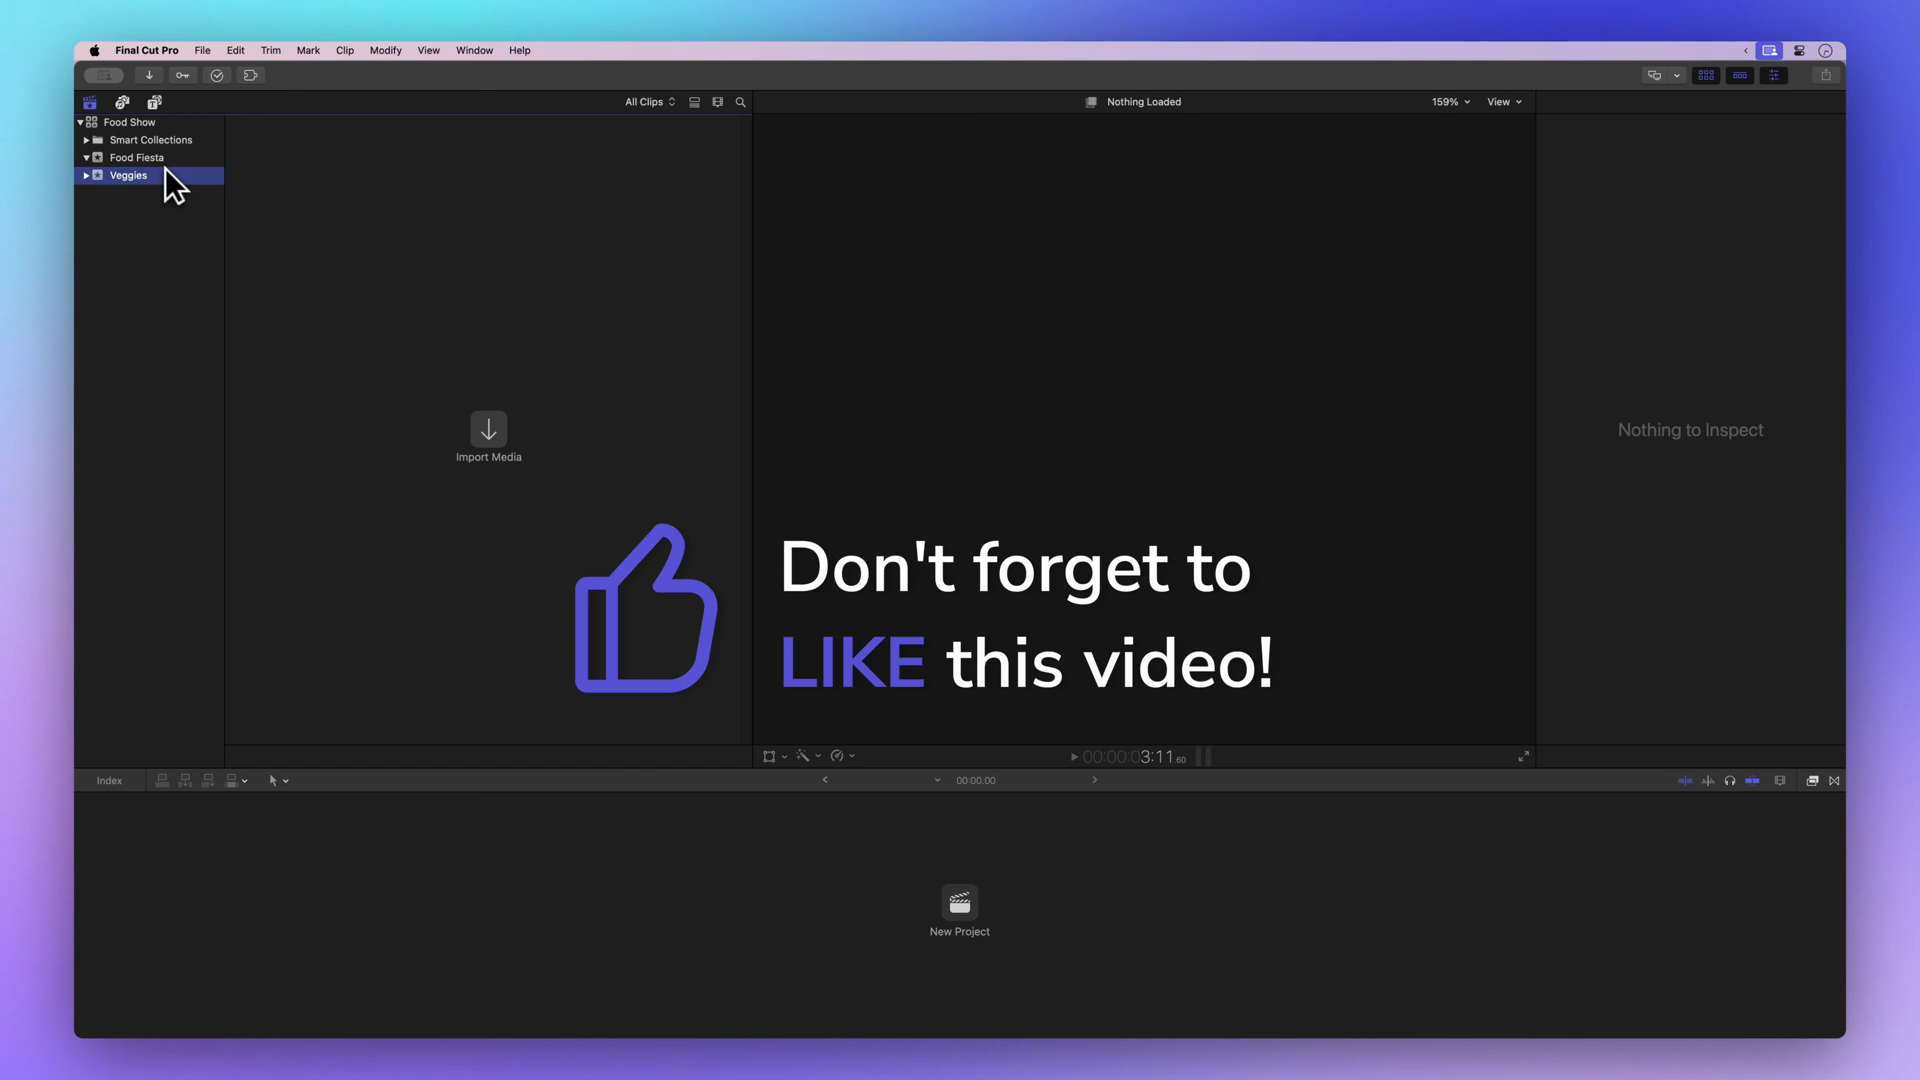 Final Cut Pro File Edit Trim Mark Clip Modify View Window Help
All Clips
Nothing Loaded
159%
View
Food Show
Smart Collections
Food Fiesta
Veggies
Import Media
Nothing to Inspect
Don't forget to
LIKE this video!
00:00:03:11.60
Index
00:00.00
New Project